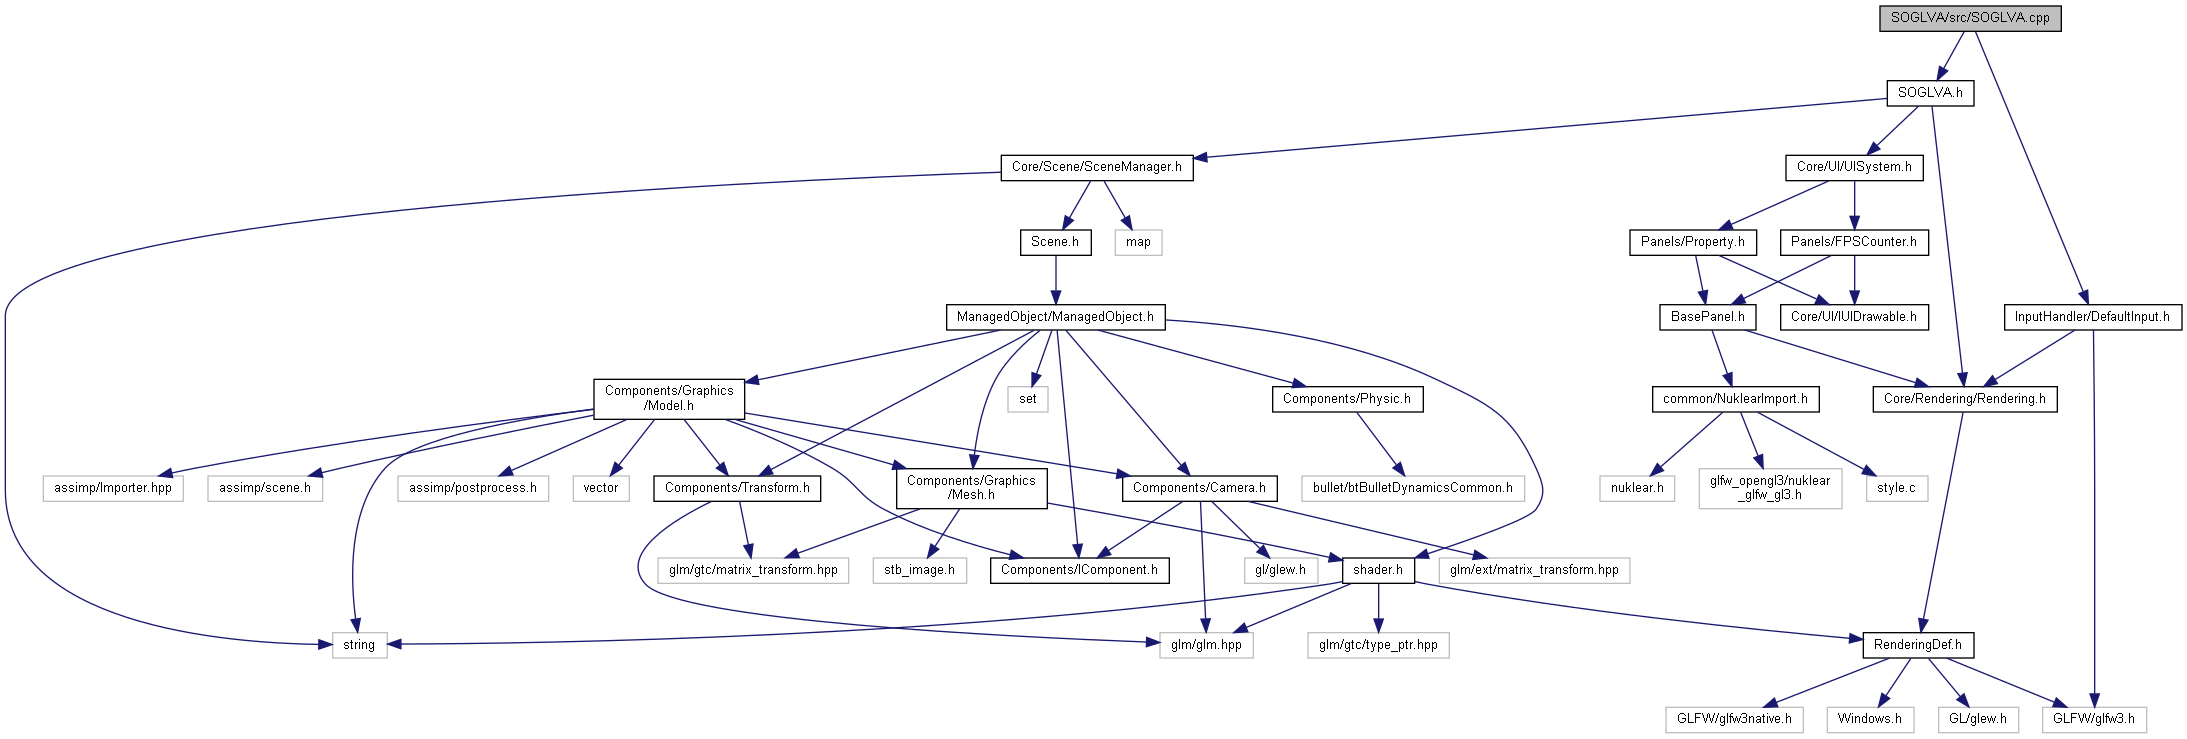 SOGLVA/src/SOGLVA.cpp
SOGLVA.h
Core/Scene/SceneManager.h
Core/UI/UISystem.h
Scene.h
map
Panels/Property.h
Panels/FPSCounter.h
ManagedObject/ManagedObject.h
BasePanel.h
Core/UI/IUIDrawable.h
InputHandler/DefaultInput.h
Components/Graphics
/Model.h
set
Components/Physic.h
common/NuklearImport.h
Core/Rendering/Rendering.h
assimp/Importer.hpp
assimp/scene.h
assimp/postprocess.h
vector
Components/Transform.h
Components/Graphics
/Mesh.h
Components/Camera.h
bullet/btBulletDynamicsCommon.h
nuklear.h
glfw_opengl3/nuklear
_glfw_gl3.h
style.c
glm/gtc/matrix_transform.hpp
stb_image.h
Components/IComponent.h
gl/glew.h
shader.h
glm/ext/matrix_transform.hpp
string
glm/glm.hpp
glm/gtc/type_ptr.hpp
RenderingDef.h
GLFW/glfw3native.h
Windows.h
GL/glew.h
GLFW/glfw3.h